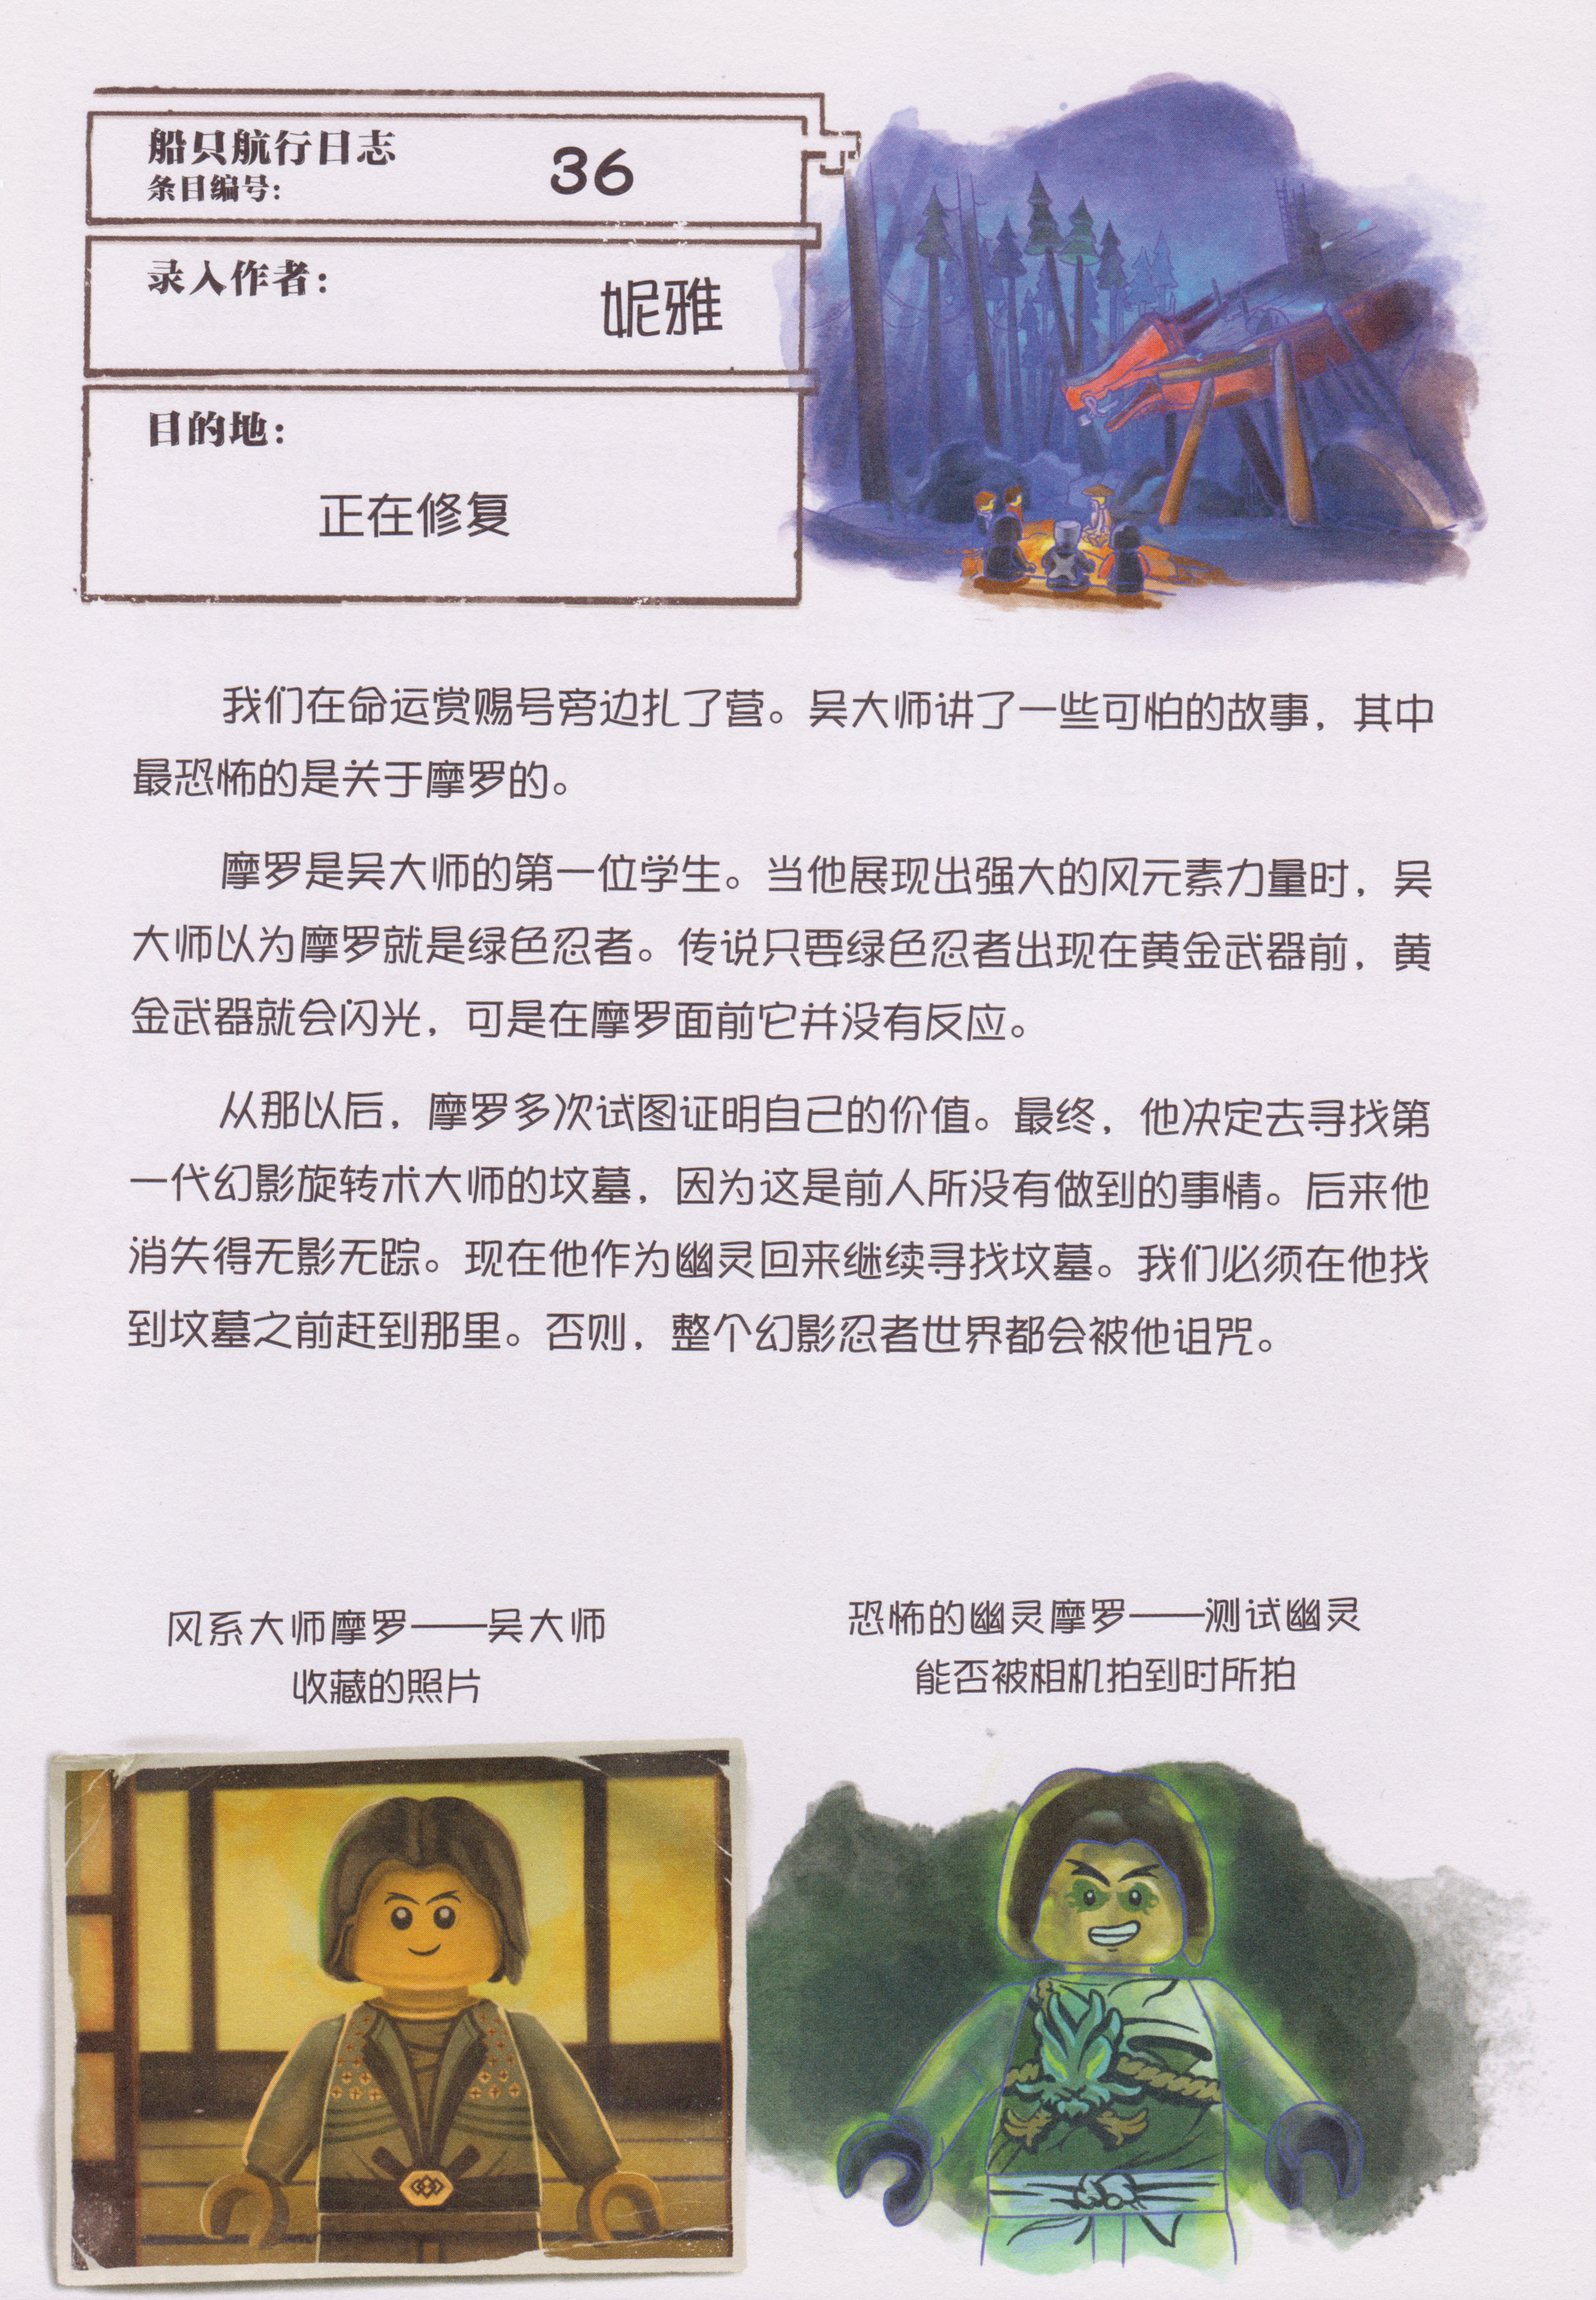 船只航行日志
条目编号： 36
录入作者：
妮雅
目的地：
正在修复
我们在命运赏赐号旁边扎了营。吴大师讲了一些可怕的故事，其中
最恐怖的是关于摩罗的。
摩罗是吴大师的第一位学生。当他展现出强大的风元素力量时，吴
大师以为摩罗就是绿色忍者。传说只要绿色忍者出现在黄金武器前，黄
金武器就会闪光，可是在摩罗面前它并没有反应。
从那以后，摩罗多次试图证明自己的价值。最终，他决定去寻找第
一代幻影旋转术大师的坟墓，因为这是前人所没有做到的事情。后来他
消失得无影无踪。现在他作为幽灵回来继续寻找坟墓。我们必须在他找
到坟墓之前赶到那里。否则，整个幻影忍者世界都会被他诅咒。
风系大师摩罗——吴大师
收藏的照片
恐怖的幽灵摩罗——测试幽灵
能否被相机拍到时所拍